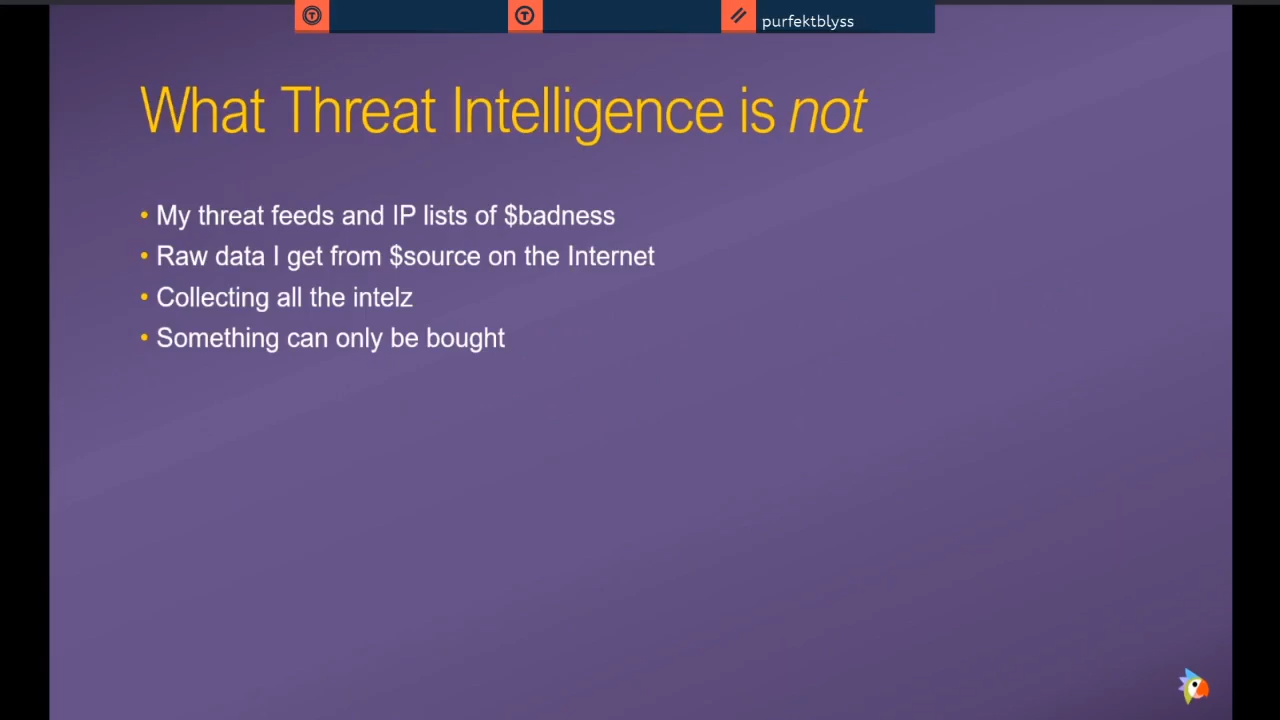 purfektblyss
What Threat Intelligence is not
• My threat feeds and IP lists of $badness
• Raw data I get from $source on the Internet
• Collecting all the intelz
• Something can only be bought